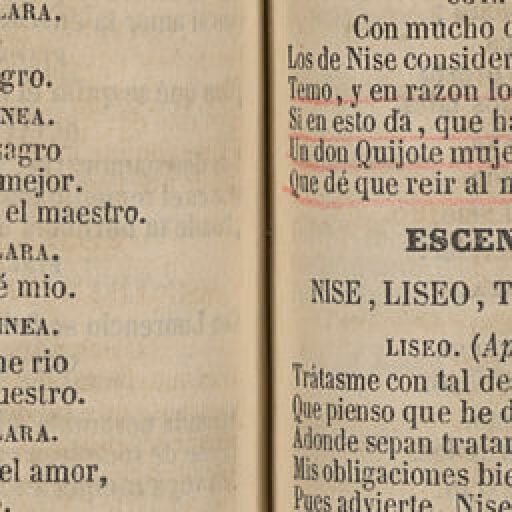 LARA.
gro.
NEA.
sagro
mejor.
el maestro.
LARA.
é mio.
INEA.
ne rio
uestro.
LARA.
el amor,
Con mucho
Los de Nise consider
Temo, y en razon lo
Si en esto da, que ha
Un don Quijote muje
Que dé que reir al m
ESCEN
NISE, LISEO, T
LISEO. (Ap
Trátasme con tal des
Que pienso que he d
Adonde sepan tratar
Mis obligaciones bie
Pues advierte, Nise